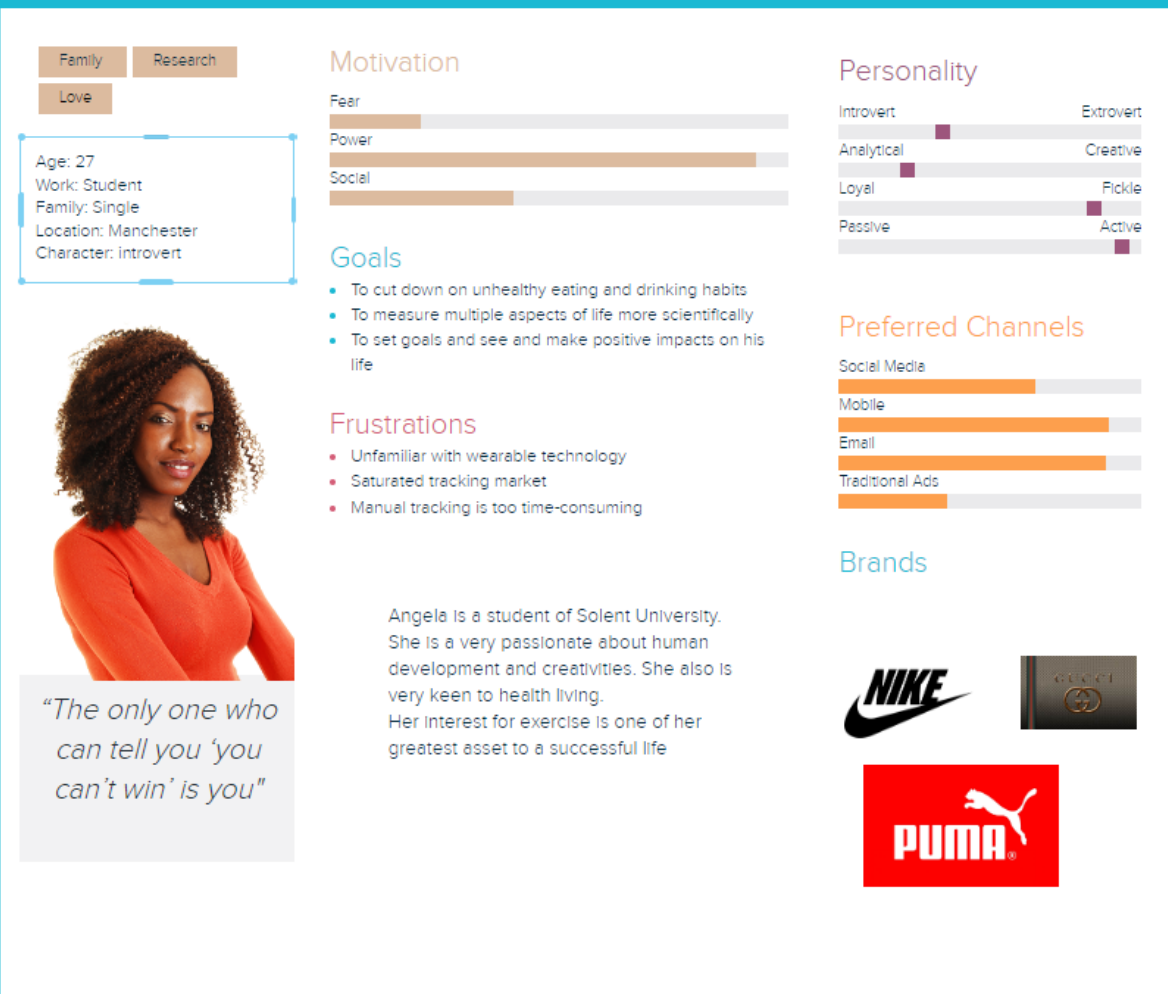 Family
Research
Love
Age: 27
Work: Student
Family: Single
Location: Manchester
Character: introvert
“The only one who
can tell you ‘you
can’t win’ is you"
Motivation
Fear
Power
Social
Goals
To cut down on unhealthy eating and drinking habits
To measure multiple aspects of life more scientifically
To set goals and see and make positive impacts on his
life
Frustrations
Unfamiliar with wearable technology
Saturated tracking market
Manual tracking is too time-consuming
Angela is a student of Solent University.
She is a very passionate about human
development and creativities. She also is
very keen to health living.
Her interest for exercise is one of her
greatest asset to a successful life
Personality
Introvert Extrovert
Analytical Creative
Loyal Fickle
Passive Active
Preferred Channels
Social Media
Mobile
Email
Traditional Ads
Brands
NIKE
GUCCI
PUMA®